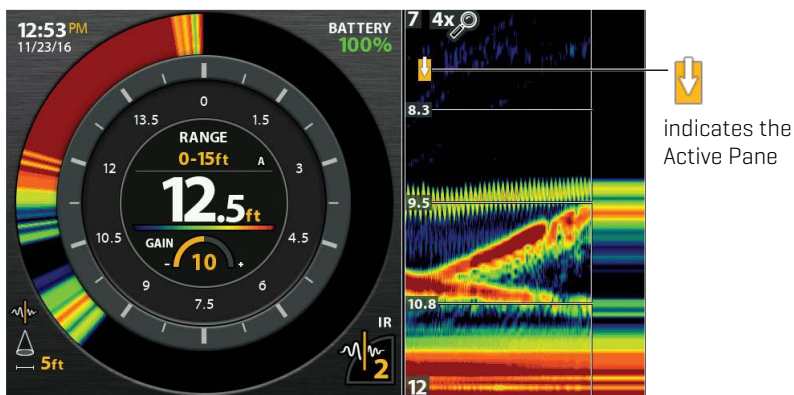 12:53 PM
11/23/16
BATTERY
100%
0
1.5
3
4.5
6
7.5
9
10.5
12
13.5
RANGE
0-15ft
A
12.5ft
GAIN
- 10 +
5ft
IR
2
7 4x
8.3
9.5
10.8
12
indicates the
Active Pane